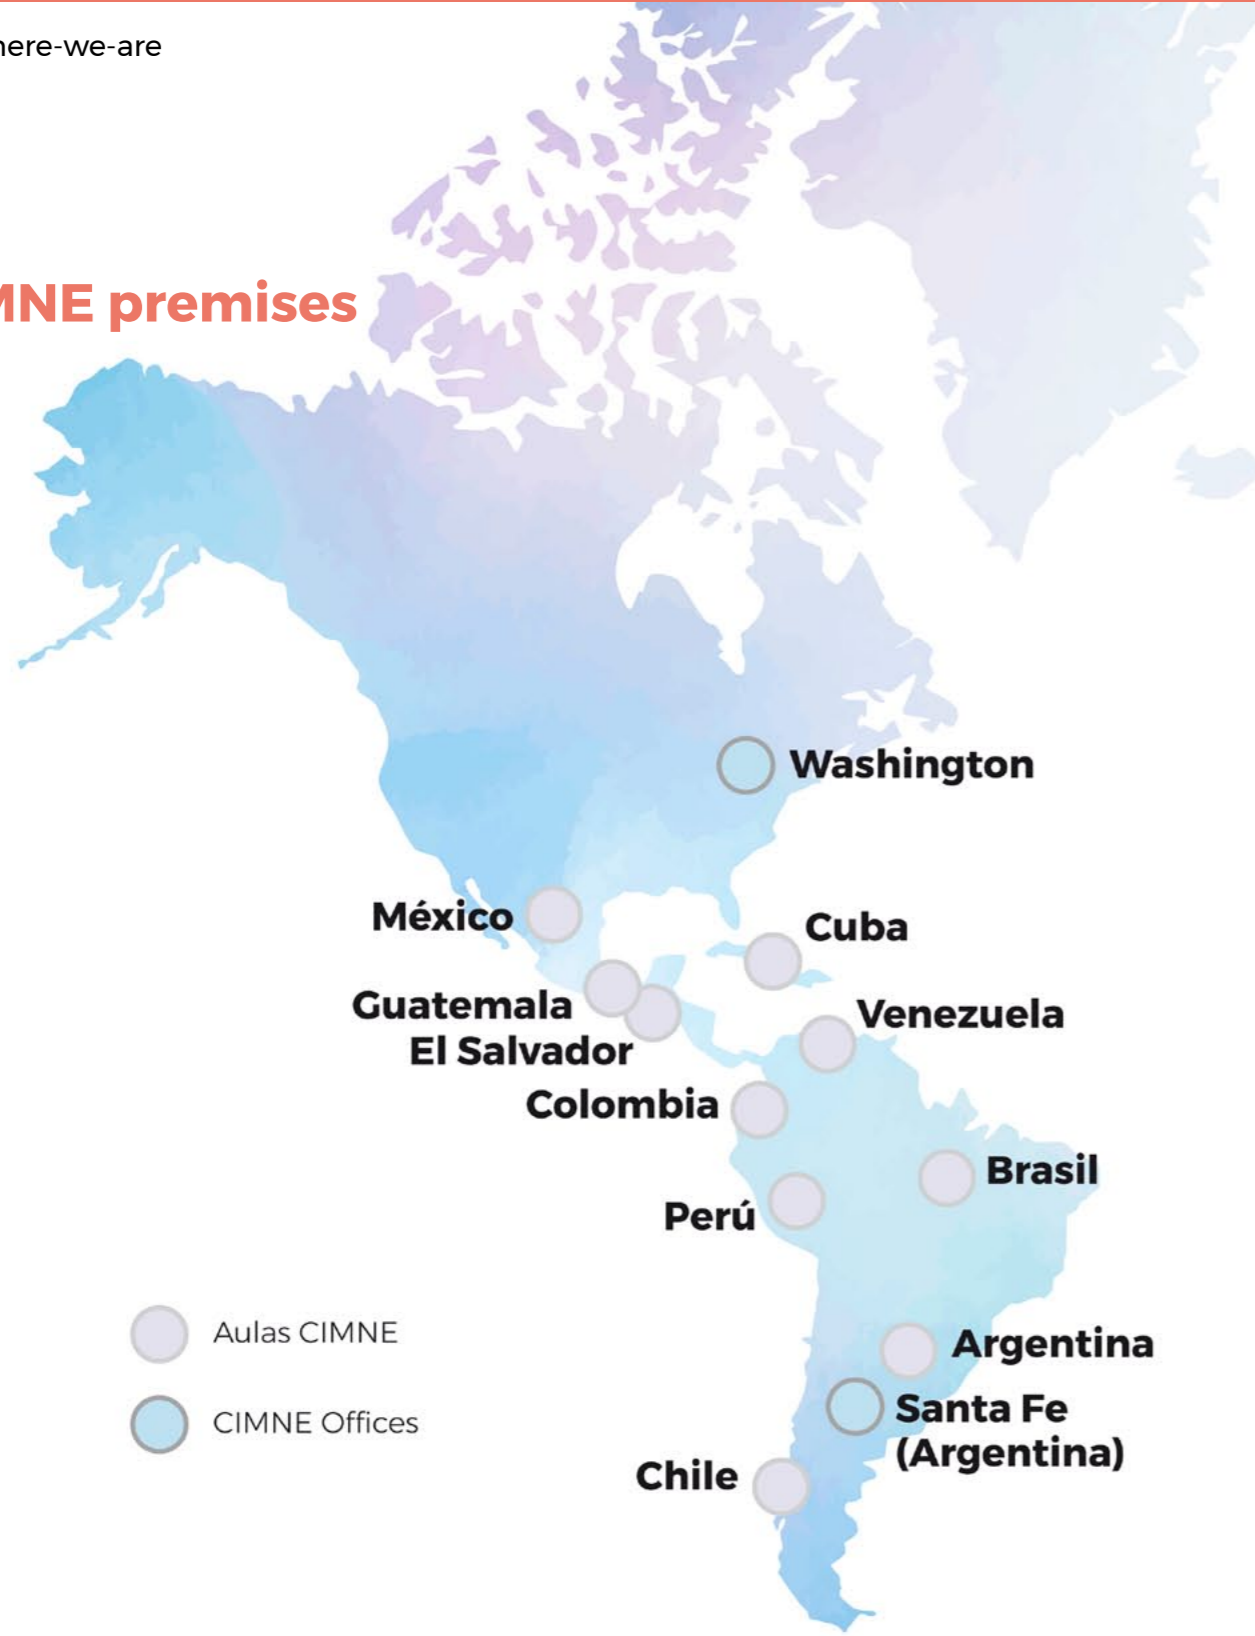 here-we-are
MNE premises
Washington
México
Cuba
Guatemala
Venezuela
El Salvador
Colombia
Brasil
Perú
Aulas CIMNE
Argentina
CIMNE Offices
Santa Fe
(Argentina)
Chile